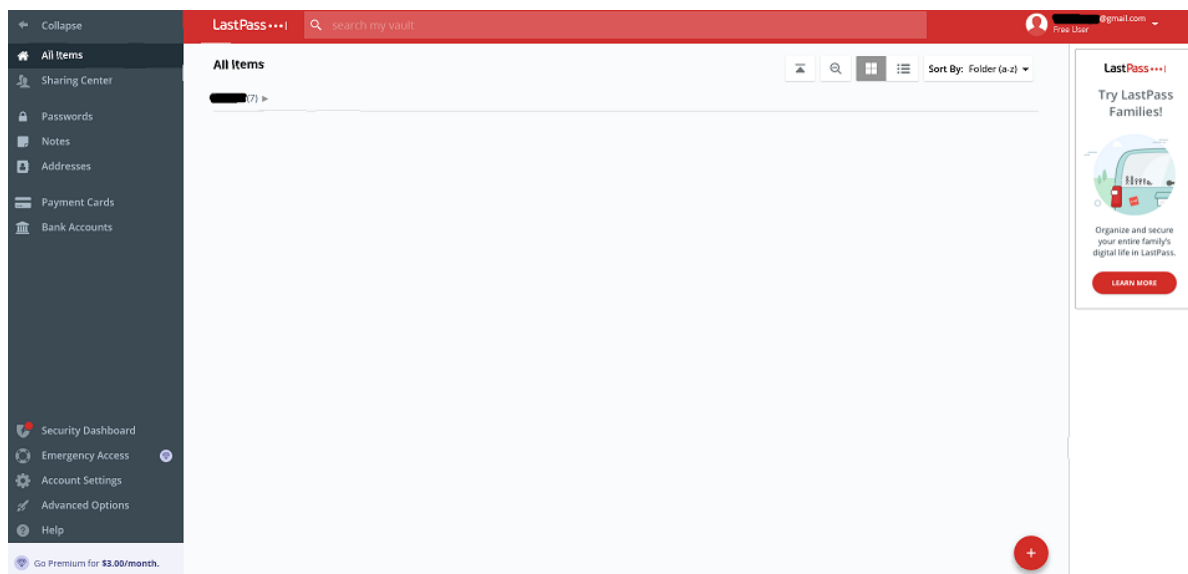 Collapse
All Items
Sharing Center
Passwords
Notes
Addresses
Payment Cards
Bank Accounts
Security Dashboard
Emergency Access
Account Settings
Advanced Options
Help
Go Premium for $3.00/month.
LastPass
search my vault
@gmail.com
Free User
All Items
Sort By: Folder (a-z)
(7)
LastPass
Try LastPass
Families!
Organize and secure
your entire family's
digital life in LastPass.
LEARN MORE
+